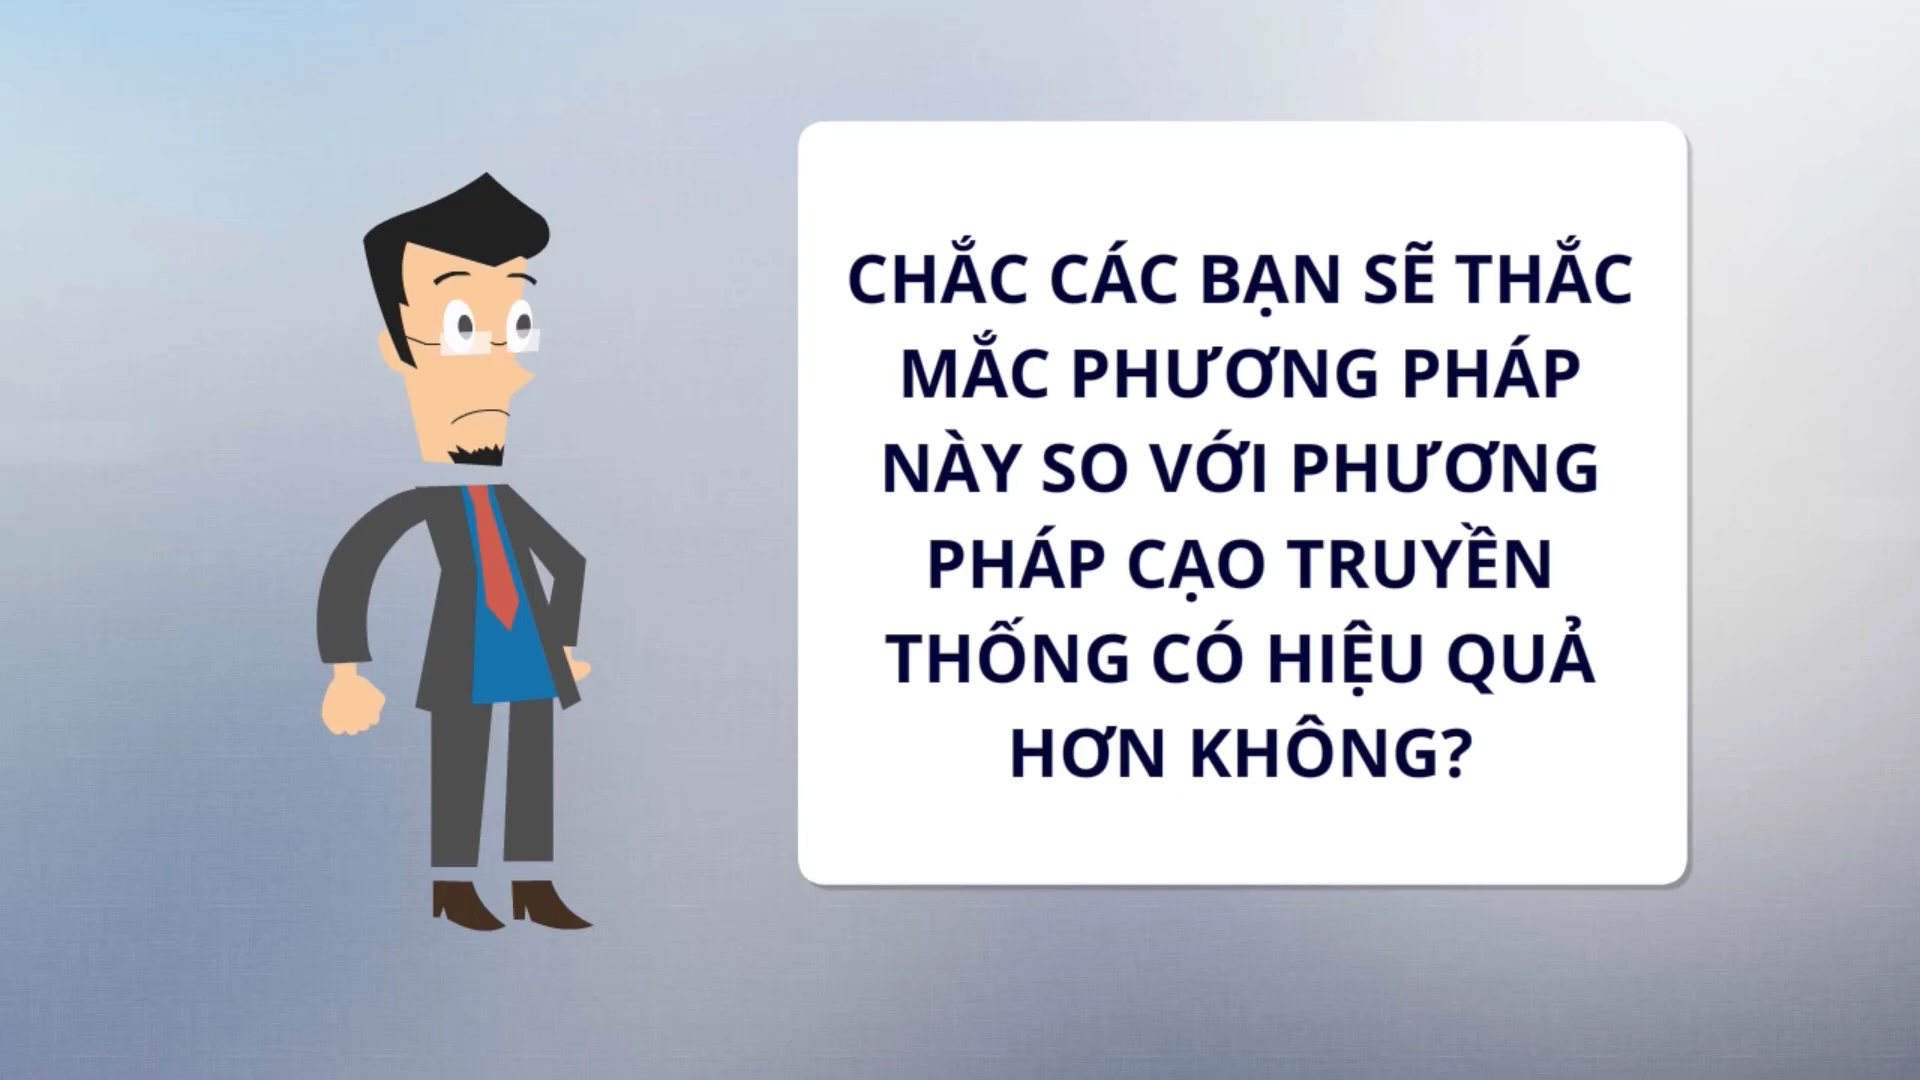 CHẮC CÁC BẠN SẼ THẮC
MẮC PHƯƠNG PHÁP
NÀY SO VỚI PHƯƠNG
PHÁP CẠO TRUYỀN
THỐNG CÓ HIỆU QUẢ
HƠN KHÔNG?